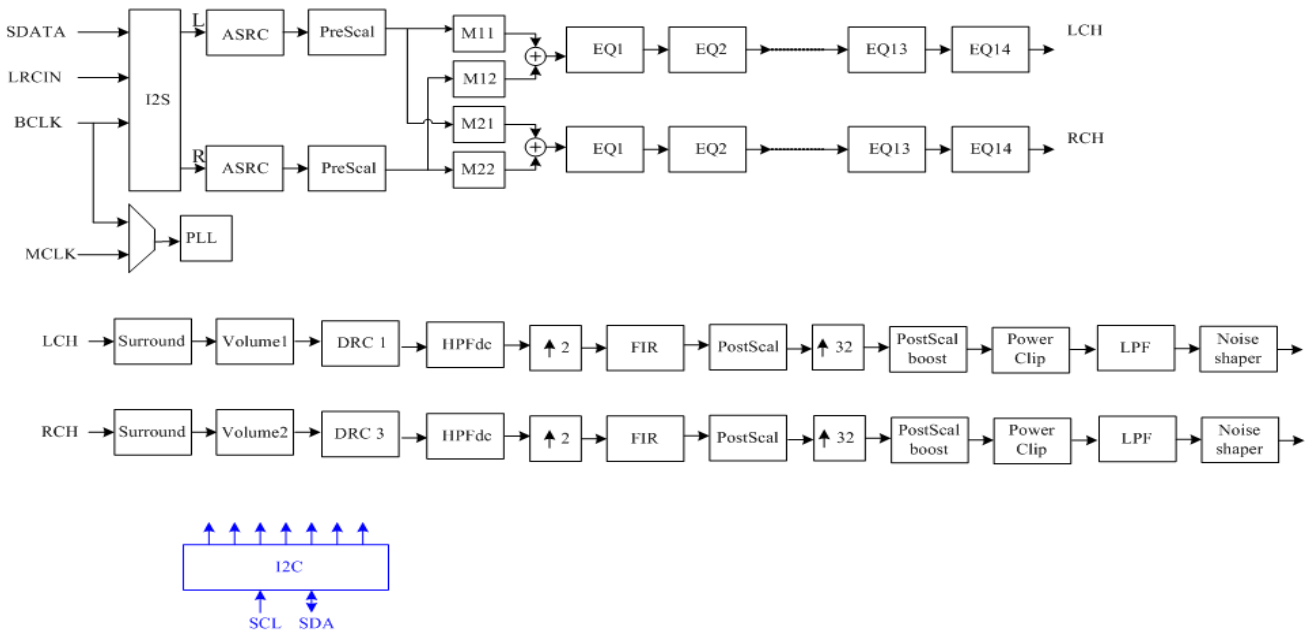 SDATA
LRCIN
BCLK
MCLK
I2S
L
R
PLL
ASRC
PreScal
ASRC
PreScal
M11
M12
M21
M22
EQ1
EQ2
EQ13
EQ14
LCH
EQ1
EQ2
EQ13
EQ14
RCH
LCH
Surround
Volume1
DRC 1
HPFdc
2
FIR
PostScal
32
PostScal
boost
Power
Clip
LPF
Noise
shaper
RCH
Surround
Volume2
DRC 3
HPFdc
2
FIR
PostScal
32
PostScal
boost
Power
Clip
LPF
Noise
shaper
I2C
SCL
SDA